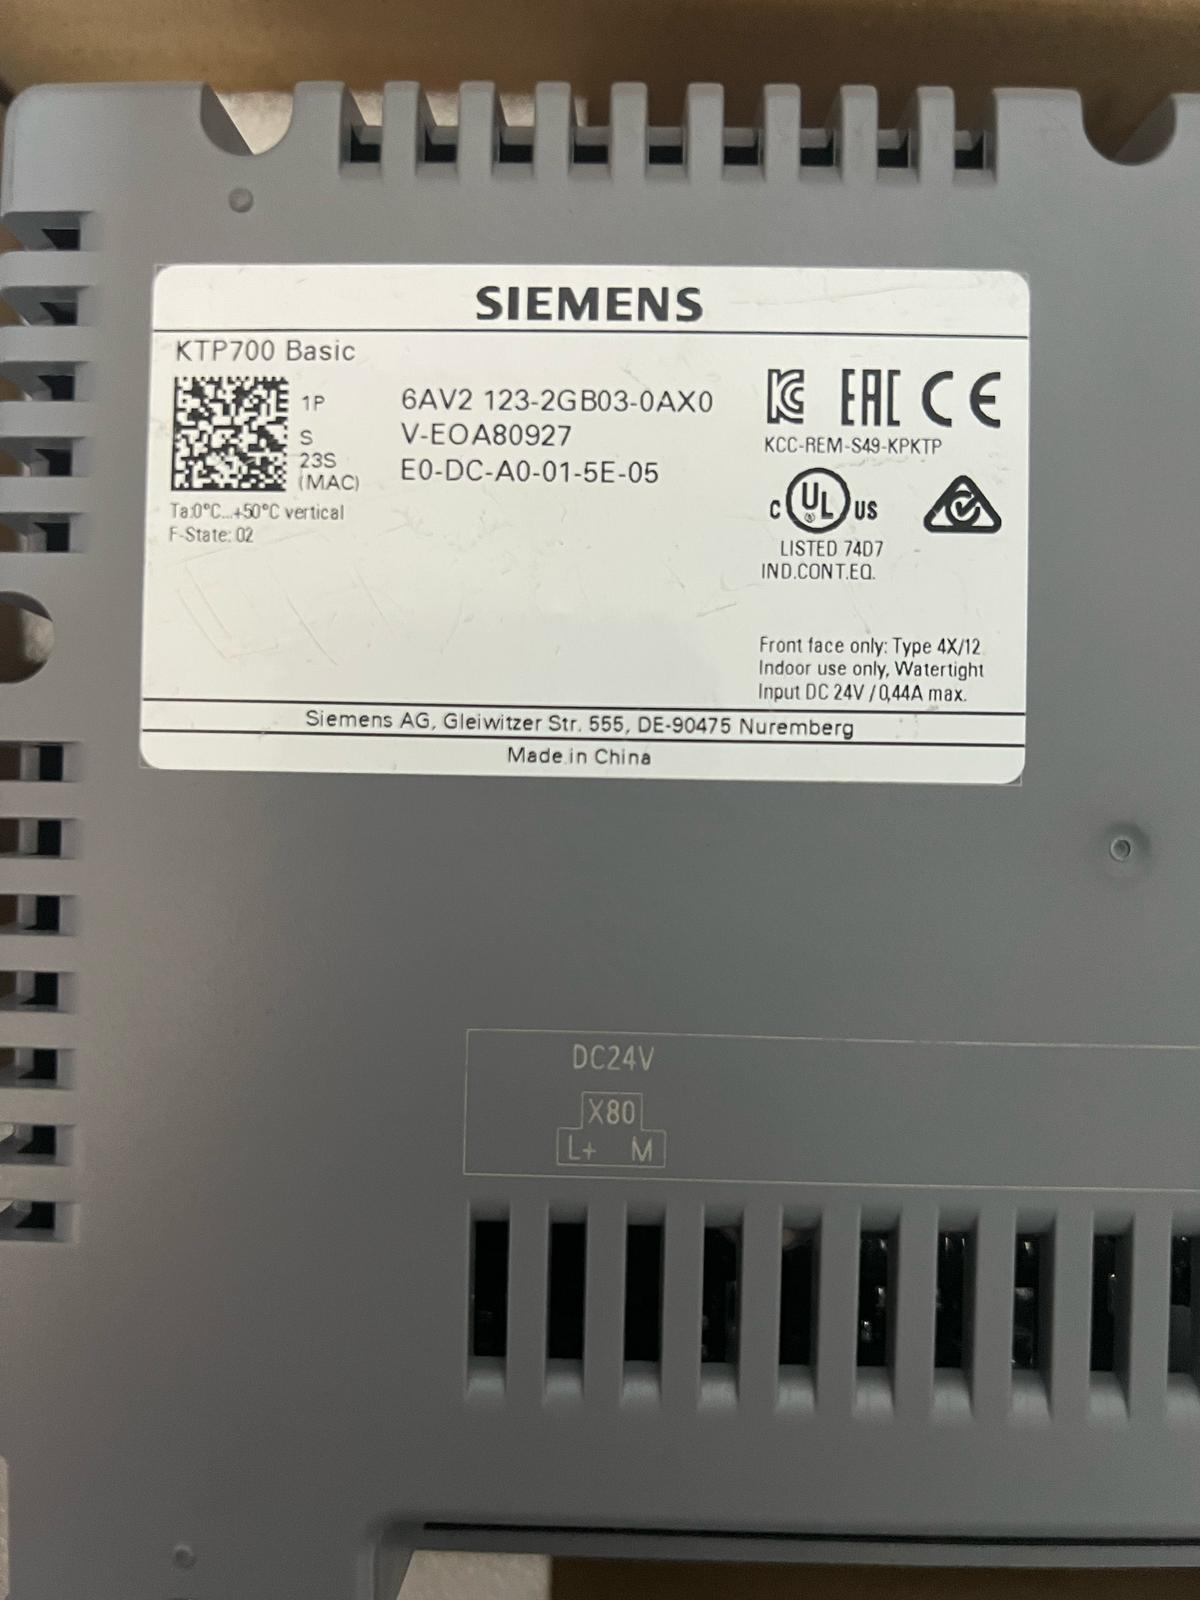 SIEMENS
KTP700 Basic
1P 6AV2 123-2GB03-0AX0
S V-EOA80927
23S
(MAC) E0-DC-A0-01-5E-05
Ta:0°C...+50°C vertical
F-State: 02
EAC CE
KCC-REM-S49-KPKTP
C UL US
LISTED 74D7
IND.CONT.EQ.
Front face only: Type 4X/12
Indoor use only, Watertight
Input DC 24V / 0,44A max.
Siemens AG, Gleiwitzer Str. 555, DE-90475 Nuremberg
Made in China
DC24V
X80
L+ M